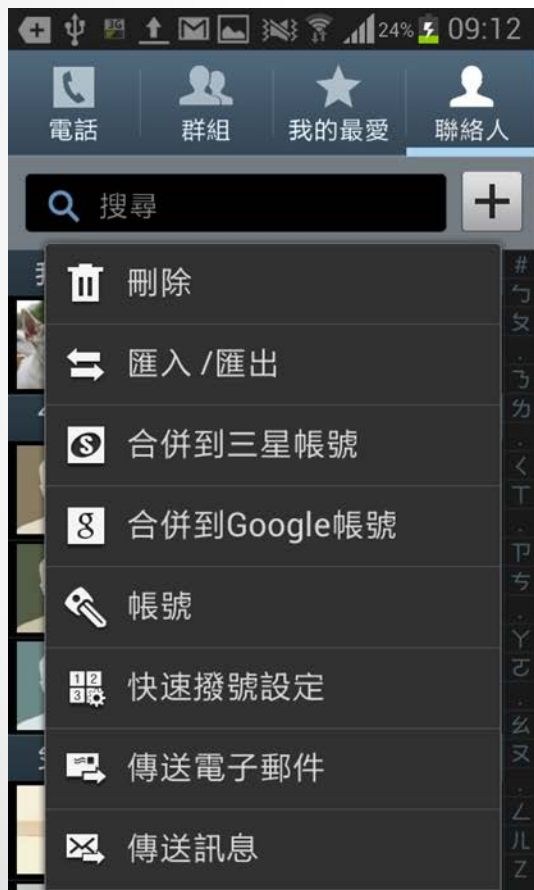 3G
24%
09:12
電話
群組
我的最愛
聯絡人
搜尋
刪除
匯入 /匯出
合併到三星帳號
合併到Google帳號
帳號
快速撥號設定
傳送電子郵件
傳送訊息
#
ㄅ
ㄆ
.
ㄋ
ㄌ
.
ㄑ
ㄒ
.
ㄗ
ㄘ
.
ㄚ
ㄛ
.
ㄠ
ㄡ
.
ㄥ
ㄦ
Z